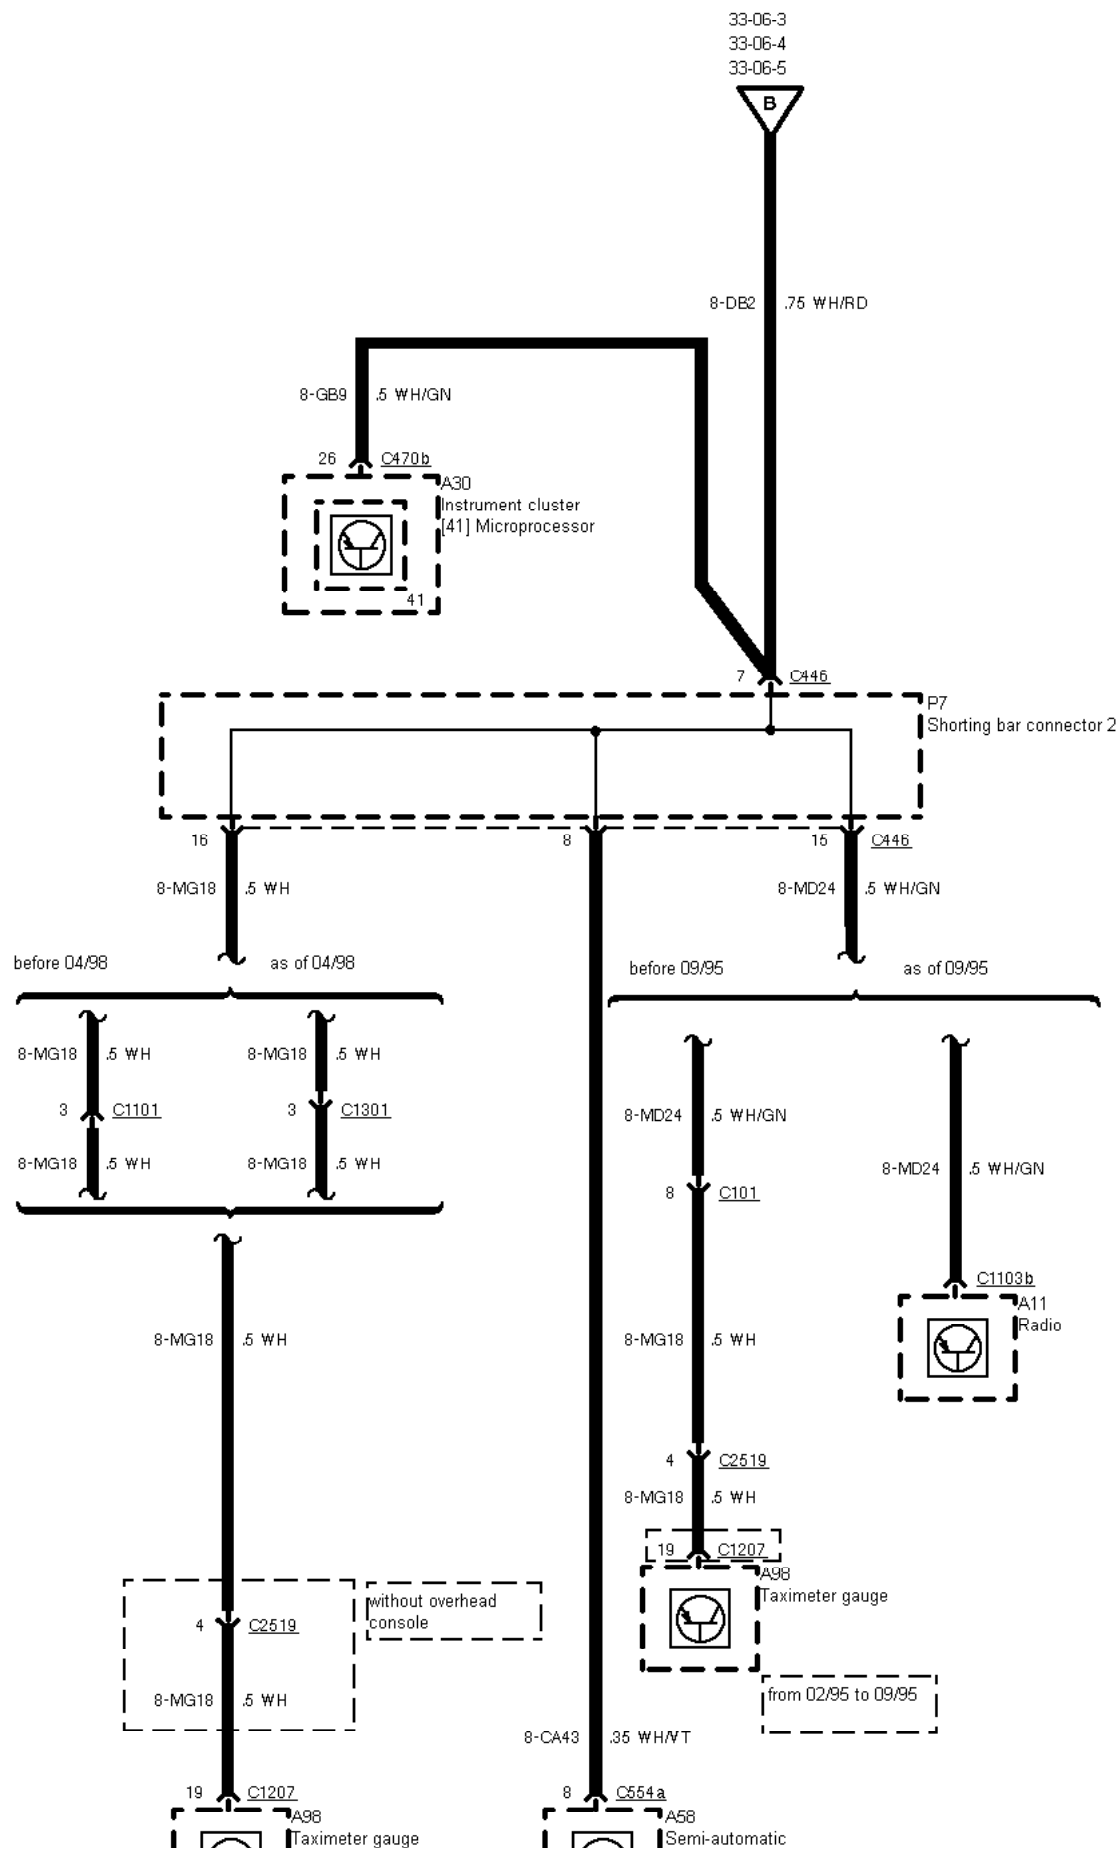 33-06-3
33-06-4
33-06-5
B
8-DB2 .75 WH/RD
8-GB9 .5 WH/GN
26 C470b
A30
Instrument cluster
[41] Microprocessor
41
7 C446
P7
Shorting bar connector 2
16 8 15 C446
8-MG18 .5 WH 8-MD24 .5 WH/GN
before 04/98 as of 04/98 before 09/95 as of 09/95
8-MG18 .5 WH 8-MG18 .5 WH
3 C1101 3 C1301 8-MD24 .5 WH/GN
8-MG18 .5 WH 8-MG18 .5 WH 8-MD24 .5 WH/GN
8 C101
C1103b
A11
Radio
8-MG18 .5 WH 8-MG18 .5 WH
4 C2519
8-MG18 .5 WH
19 C1207
A98
Taximeter gauge
without overhead
console
4 C2519
from 02/95 to 09/95
8-MG18 .5 WH
8-CA43 .35 WH/VT
19 C1207 8 C554a
A98 A58
Taximeter gauge Semi-automatic